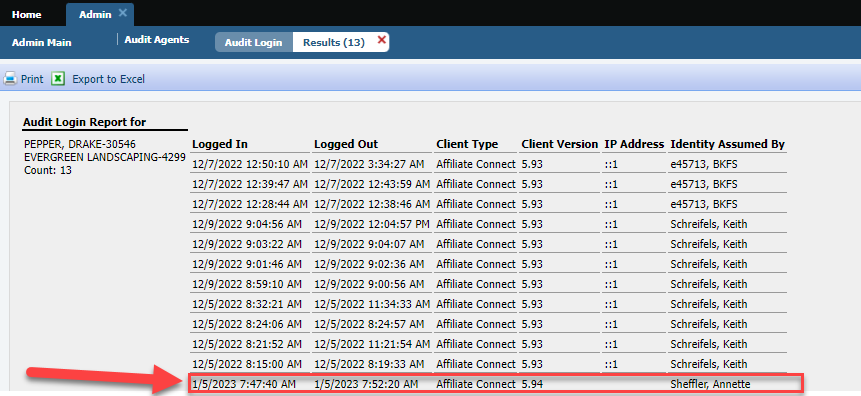 Home Admin
Admin Main Audit Agents Audit Login Results (13)
Print Export to Excel
Audit Login Report for
PEPPER, DRAKE-30546
EVERGREEN LANDSCAPING-4299
Count: 13
Logged In Logged Out Client Type Client Version IP Address Identity Assumed By
12/7/2022 12:50:10 AM 12/7/2022 3:34:27 AM Affiliate Connect 5.93 ::1 e45713, BKFS
12/7/2022 12:39:47 AM 12/7/2022 12:43:59 AM Affiliate Connect 5.93 ::1 e45713, BKFS
12/7/2022 12:28:44 AM 12/7/2022 12:38:46 AM Affiliate Connect 5.93 ::1 e45713, BKFS
12/9/2022 9:04:56 AM 12/9/2022 12:04:57 PM Affiliate Connect 5.93 ::1 Schreifels, Keith
12/9/2022 9:03:22 AM 12/9/2022 9:04:07 AM Affiliate Connect 5.93 ::1 Schreifels, Keith
12/9/2022 9:01:46 AM 12/9/2022 9:02:36 AM Affiliate Connect 5.93 ::1 Schreifels, Keith
12/9/2022 8:59:10 AM 12/9/2022 9:00:56 AM Affiliate Connect 5.93 ::1 Schreifels, Keith
12/5/2022 8:32:21 AM 12/5/2022 11:34:33 AM Affiliate Connect 5.93 ::1 Schreifels, Keith
12/5/2022 8:24:06 AM 12/5/2022 8:24:57 AM Affiliate Connect 5.93 ::1 Schreifels, Keith
12/5/2022 8:21:52 AM 12/5/2022 11:21:54 AM Affiliate Connect 5.93 ::1 Schreifels, Keith
12/5/2022 8:15:00 AM 12/5/2022 8:19:33 AM Affiliate Connect 5.93 ::1 Schreifels, Keith
1/5/2023 7:47:40 AM 1/5/2023 7:52:20 AM Affiliate Connect 5.94 Sheffler, Annette